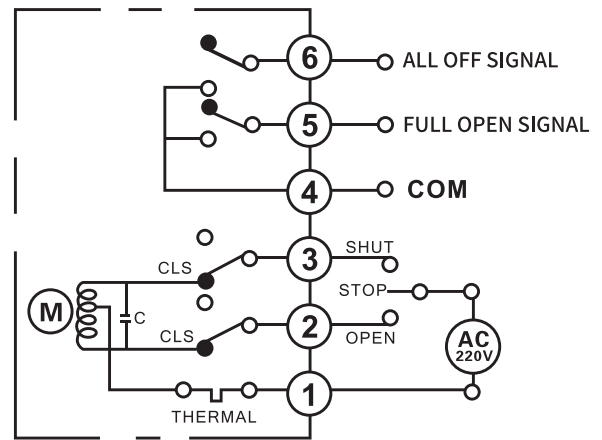 6 ALL OFF SIGNAL
5 FULL OPEN SIGNAL
4 COM
CLS 3 SHUT
STOP
M C
CLS 2 OPEN
AC
220V
THERMAL 1